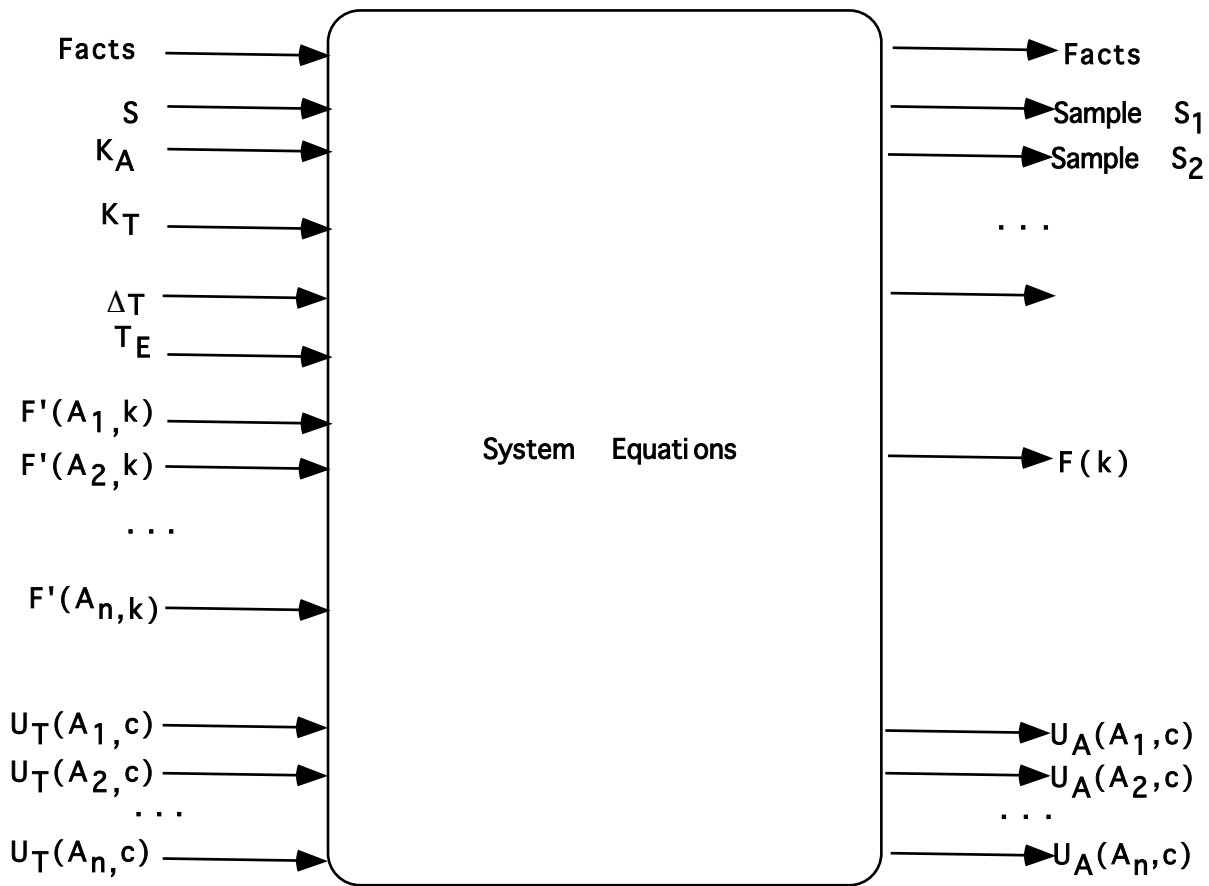 Facts
S
K_A
K_T
ΔT
T_E
F'(A_1,k)
F'(A_2,k)
. . .
F'(A_n,k)
U_T(A_1,c)
U_T(A_2,c)
. . .
U_T(A_n,c)
System Equations
Facts
Sample S_1
Sample S_2
. . .
F(k)
U_A(A_1,c)
U_A(A_2,c)
. . .
U_A(A_n,c)